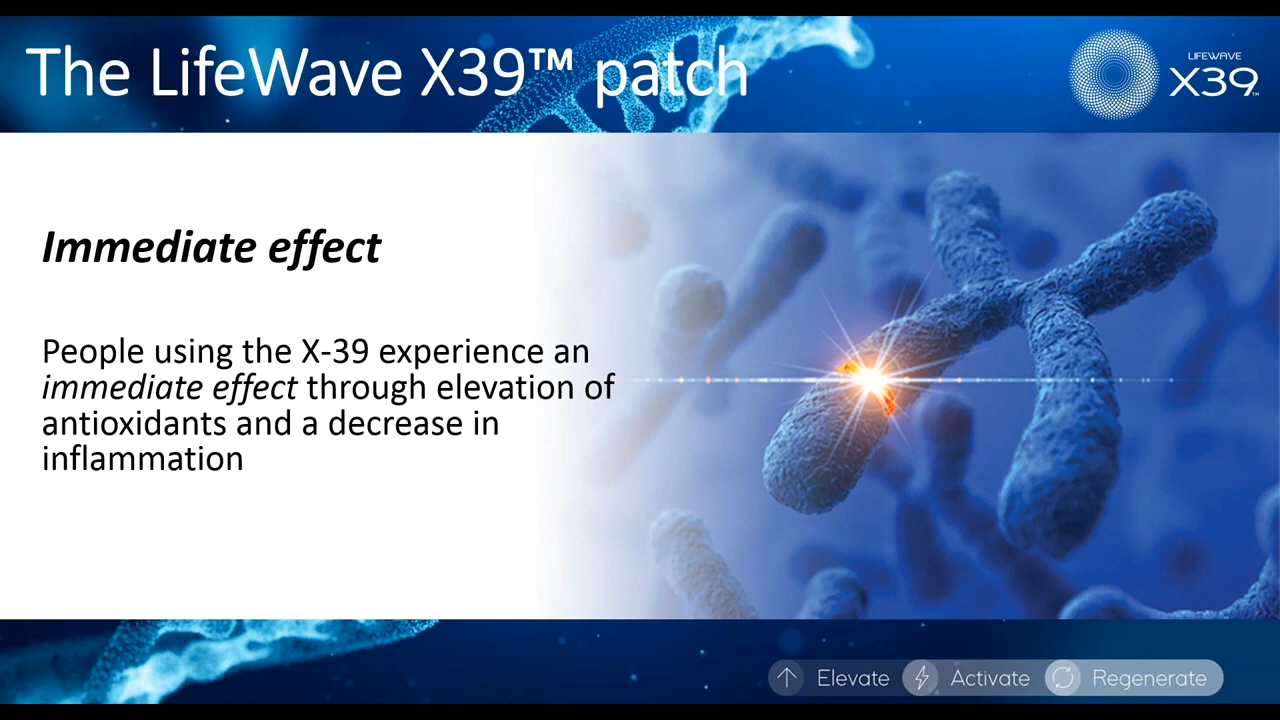 The LifeWave X39™ patch
LIFEWAVE
X39™
Immediate effect
People using the X-39 experience an
immediate effect through elevation of
antioxidants and a decrease in
inflammation
Elevate Activate Regenerate